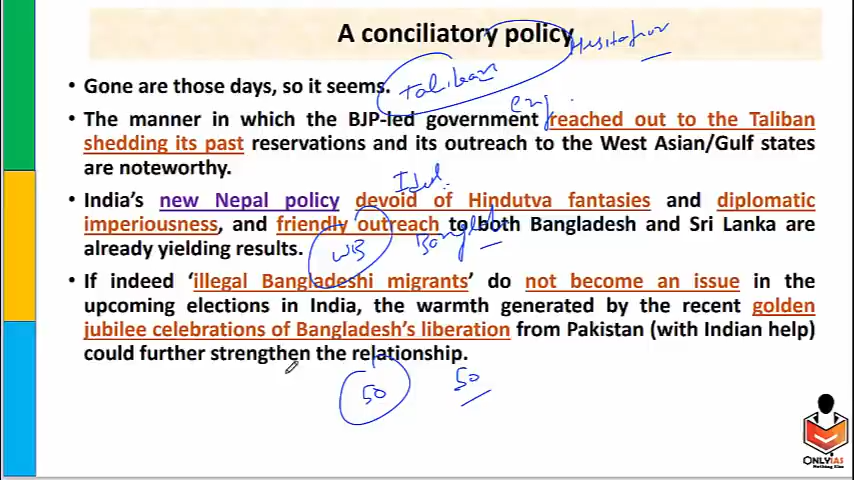 A conciliatory policy
Hesitation
• Gone are those days, so it seems.
Taliban
eng
• The manner in which the BJP-led government reached out to the Taliban
shedding its past reservations and its outreach to the West Asian/Gulf states
are noteworthy.
• India's new Nepal policy devoid of Hindutva fantasies and diplomatic
imperiousness, and friendly outreach to both Bangladesh and Sri Lanka are
already yielding results.
WB
• If indeed 'illegal Bangladeshi migrants' do not become an issue in the
upcoming elections in India, the warmth generated by the recent golden
jubilee celebrations of Bangladesh's liberation from Pakistan (with Indian help)
could further strengthen the relationship.
50 50
ONLYIAS
Nothing Else